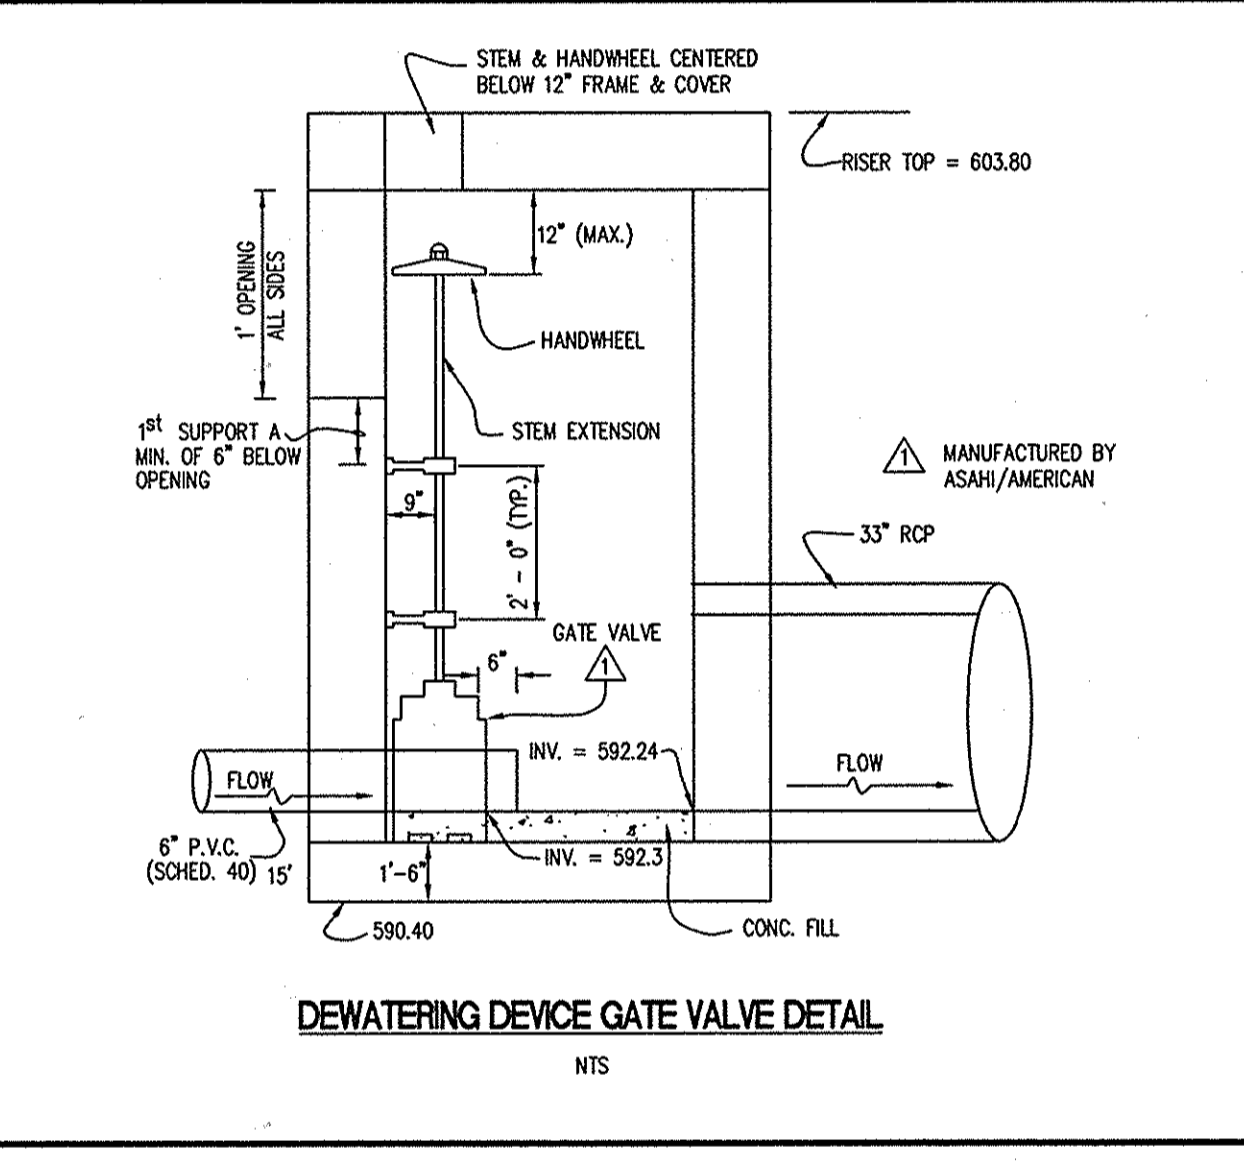 STEM & HANDWHEEL CENTERED
BELOW 12" FRAME & COVER
RISER TOP = 603.80
12" (MAX.)
1' OPENING
ALL SIDES
HANDWHEEL
1st SUPPORT A
MIN. OF 6" BELOW
OPENING
STEM EXTENSION
1
MANUFACTURED BY
ASAHI/AMERICAN
9"
2' - 0" (TYP.)
33" RCP
GATE VALVE
1
6"
INV. = 592.24
FLOW
FLOW
6" P.V.C.
(SCHED. 40) 15'
1'-6"
INV. = 592.3
590.40
CONC. FILL
DEWATERING DEVICE GATE VALVE DETAIL
NTS